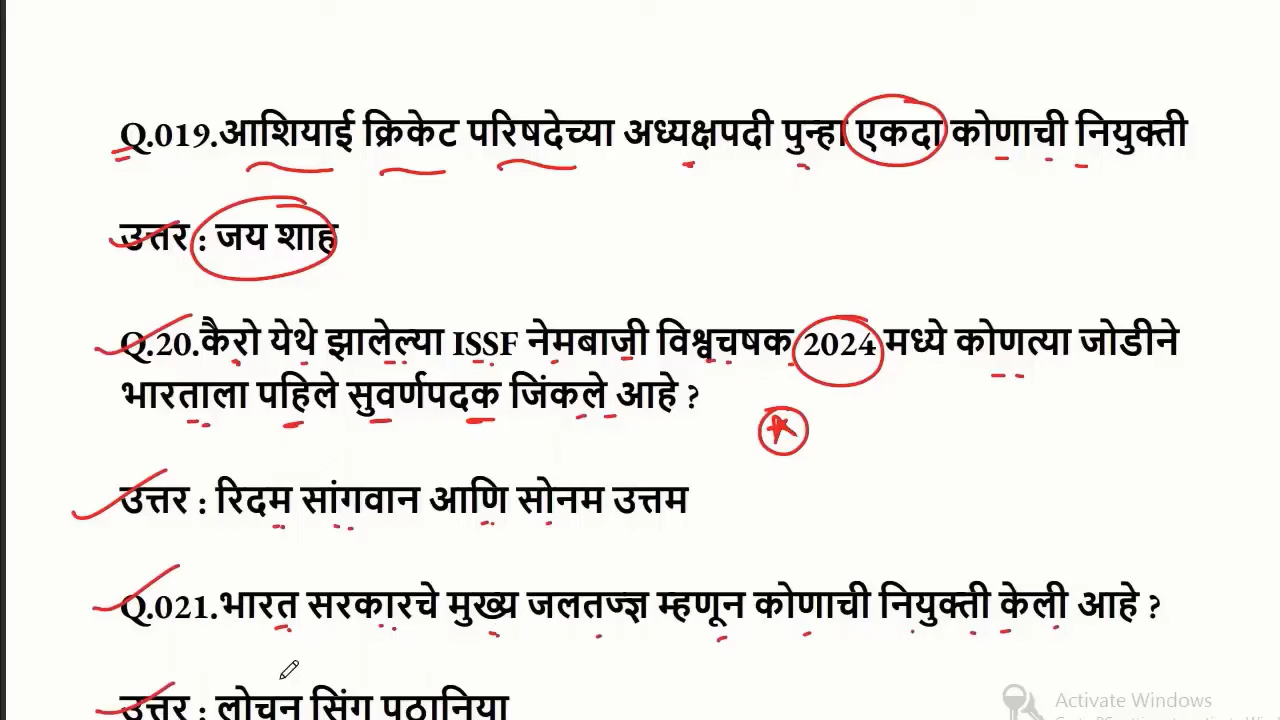 Q.019.आशियाई क्रिकेट परिषदेच्या अध्यक्षपदी पुन्हा एकदा कोणाची नियुक्ती
उत्तर : जय शाह
Q.20.कैरो येथे झालेल्या ISSF नेमबाजी विश्वचषक 2024 मध्ये कोणत्या जोडीने
भारताला पहिले सुवर्णपदक जिंकले आहे ?
उत्तर : रिदम सांगवान आणि सोनम उत्तम
Q.021.भारत सरकारचे मुख्य जलतज्ज्ञ म्हणून कोणाची नियुक्ती केली आहे ?
उत्तर : लोचन सिंग पठानिया
Activate Windows